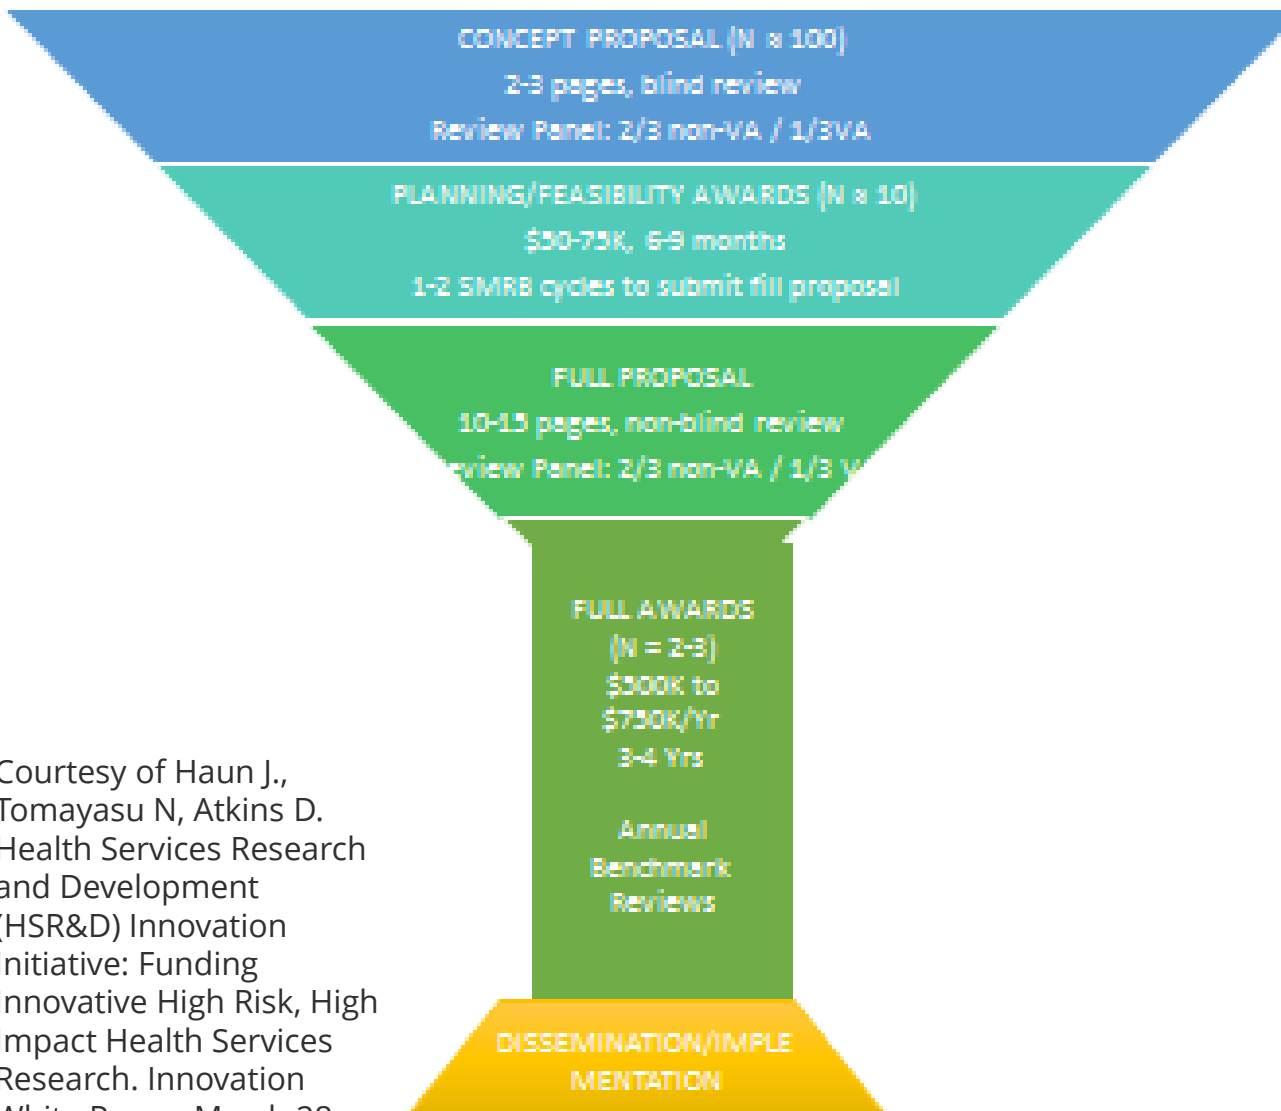 CONCEPT PROPOSAL (N ≈ 100)
2-3 pages, blind review
Review Panel: 2/3 non-VA / 1/3VA
PLANNING/FEASIBILITY AWARDS (N ≈ 10)
$50-75K, 6-9 months
1-2 SMRB cycles to submit fill proposal
FULL PROPOSAL
10-15 pages, non-blind review
eview Panel: 2/3 non-VA / 1/3 V
FULL AWARDS
(N = 2-3)
$500K to
$750K/Yr
3-4 Yrs
Annual
Benchmark
Reviews
DISSEMINATION/IMPLE
MENTATION
Courtesy of Haun J.,
Tomayasu N, Atkins D.
Health Services Research
and Development
(HSR&D) Innovation
Initiative: Funding
Innovative High Risk, High
Impact Health Services
Research. Innovation